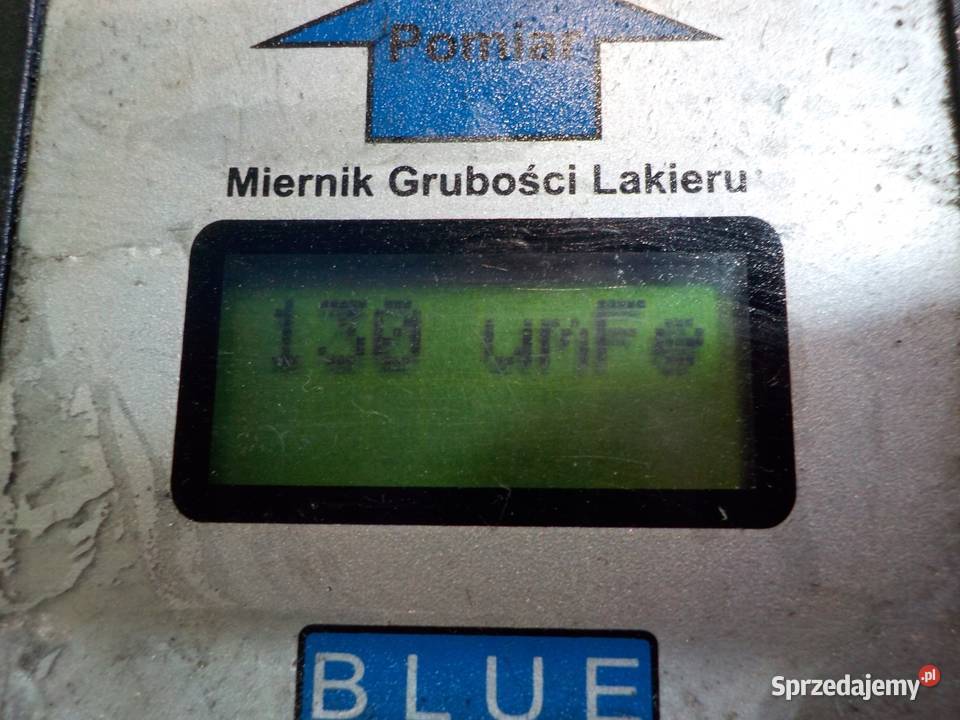 Pomiar
Miernik Grubości Lakieru
130 umFe
BLUE
Sprzedajemy.pl